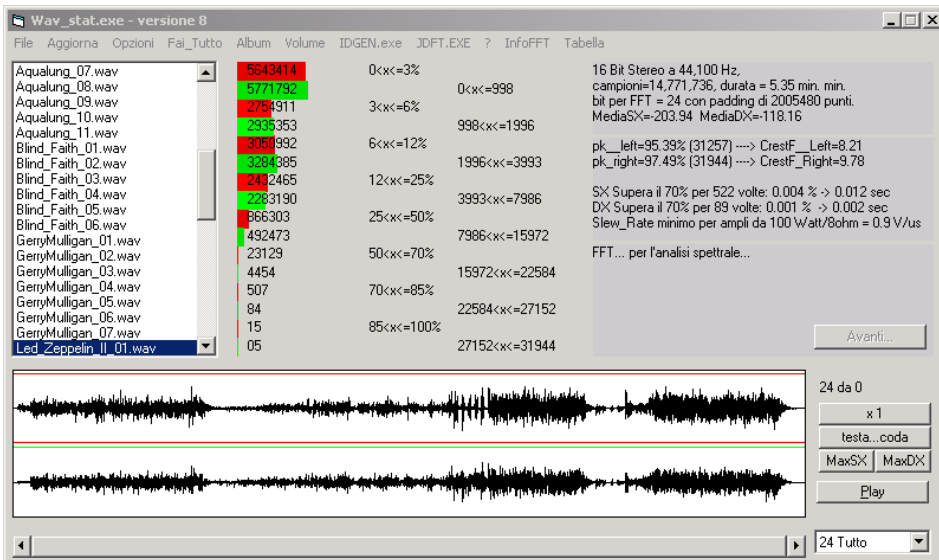 Wav_stat.exe - versione 8
File Aggiorna Opzioni Fai_Tutto Album Volume IDGEN.exe JDFT.EXE ? InfoFFT Tabella
Aqualung_07.wav
Aqualung_08.wav
Aqualung_09.wav
Aqualung_10.wav
Aqualung_11.wav
Blind_Faith_01.wav
Blind_Faith_02.wav
Blind_Faith_03.wav
Blind_Faith_04.wav
Blind_Faith_05.wav
Blind_Faith_06.wav
GerryMulligan_01.wav
GerryMulligan_02.wav
GerryMulligan_03.wav
GerryMulligan_04.wav
GerryMulligan_05.wav
GerryMulligan_06.wav
GerryMulligan_07.wav
Led_Zeppelin_II_01.wav
5643414 0<x<=3%
5771792 0<x<=998
2754911 3<x<=6%
2935353 998<x<=1996
3050992 6<x<=12%
3284385 1996<x<=3993
2432465 12<x<=25%
2283190 3993<x<=7986
866303 25<x<=50%
492473 7986<x<=15972
23129 50<x<=70%
4454 15972<x<=22584
507 70<x<=85%
84 22584<x<=27152
15 85<x<=100%
05 27152<x<=31944
16 Bit Stereo a 44,100 Hz,
campioni=14,771,736, durata = 5.35 min. min.
bit per FFT = 24 con padding di 2005480 punti.
MediaSX=-203.94 MediaDX=-118.16
pk__left=95.39% (31257) ----> CrestF__Left=8.21
pk_right=97.49% (31944) ----> CrestF_Right=9.78
SX Supera il 70% per 522 volte: 0.004 % -> 0.012 sec
DX Supera il 70% per 89 volte: 0.001 % -> 0.002 sec
Slew_Rate minimo per ampli da 100 Watt/8ohm = 0.9 V/us
FFT... per l'analisi spettrale...
Avanti...
24 da 0
x 1
testa...coda
MaxSX MaxDX
Play
24 Tutto